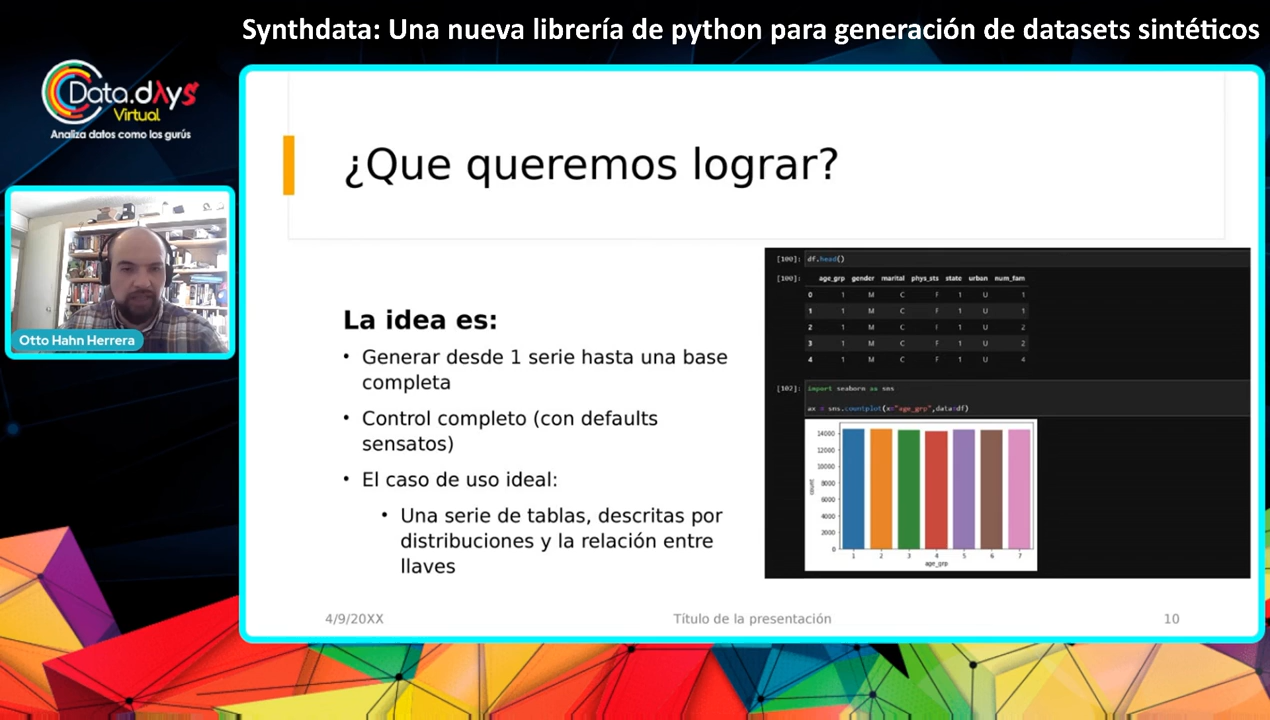 Synthdata: Una nueva librería de python para generación de datasets sintéticos
Data.dAys
Virtual
Analiza datos como los gurús
Otto Hahn Herrera
¿Que queremos lograr?
La idea es:
• Generar desde 1 serie hasta una base
completa
• Control completo (con defaults
sensatos)
• El caso de uso ideal:
• Una serie de tablas, descritas por
distribuciones y la relación entre
llaves
[100]: df.head()
[100]: age_grp gender marital phys_sts state urban num_fam
0 1 M C F 1 U 1
1 1 M C F 1 U 1
2 1 M C F 1 U 2
3 1 M C F 1 U 2
4 1 M C F 1 U 4
[102]: import seaborn as sns
ax = sns.countplot(x="age_grp",data=df)
14000
12000
10000
8000
6000
4000
2000
0
count
1 2 3 4 5 6 7
age_grp
4/9/20XX Título de la presentación 10